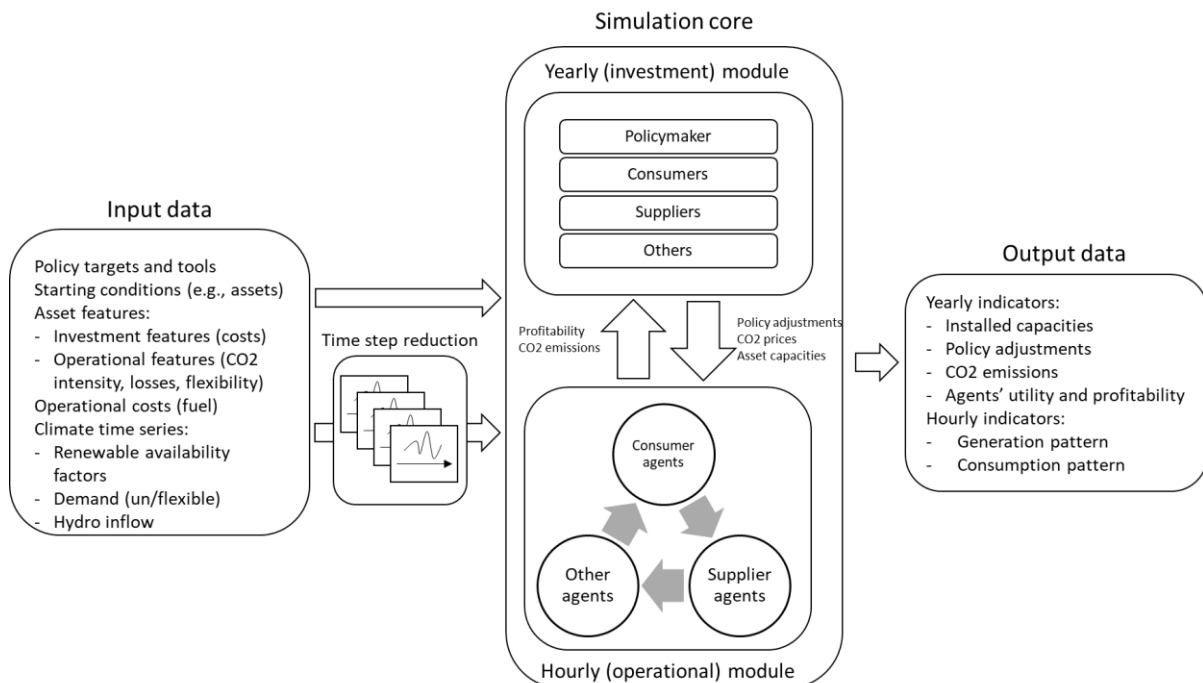 Simulation core
Yearly (investment) module
Policymaker
Consumers
Suppliers
Others
Input data
Policy targets and tools
Starting conditions (e.g., assets)
Asset features:
- Investment features (costs)
- Operational features (CO2
intensity, losses, flexibility)
Operational costs (fuel)
Climate time series:
- Renewable availability
factors
- Demand (un/flexible)
- Hydro inflow
Time step reduction
Profitability
CO2 emissions
Policy adjustments
CO2 prices
Asset capacities
Consumer
agents
Other
agents
Supplier
agents
Hourly (operational) module
Output data
Yearly indicators:
- Installed capacities
- Policy adjustments
- CO2 emissions
- Agents' utility and profitability
Hourly indicators:
- Generation pattern
- Consumption pattern